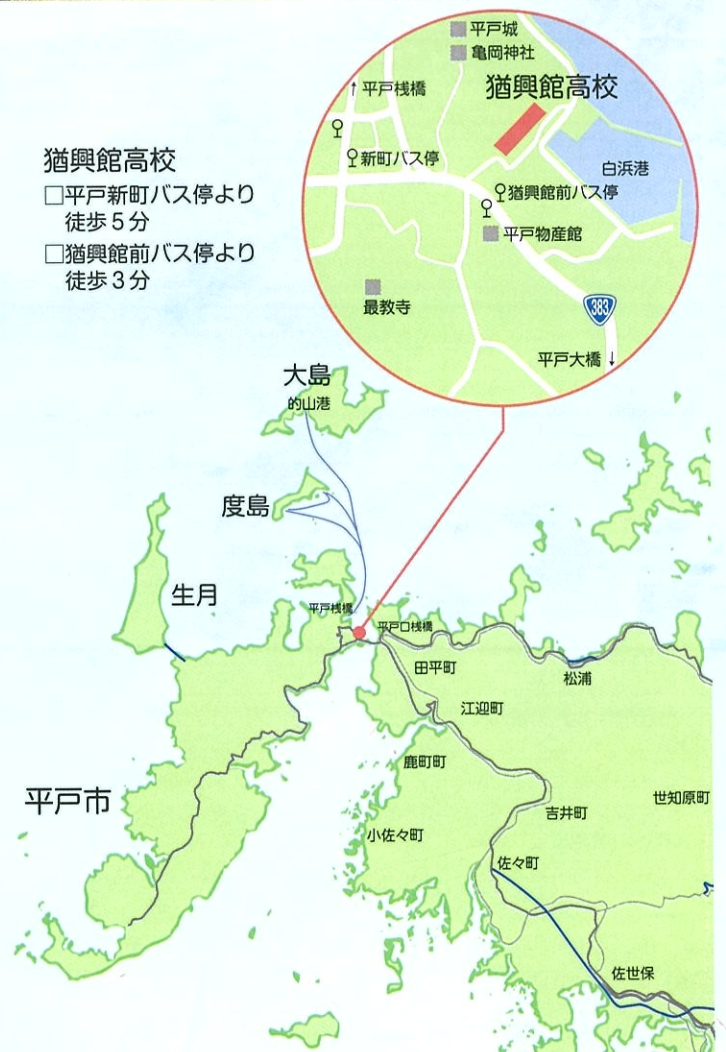 平戸城
亀岡神社
↑平戸桟橋
猶興館高校
新町バス停
白浜港
猶興館前バス停
平戸物産館
最教寺
383
平戸大橋↓
猶興館高校
□平戸新町バス停より
徒歩5分
□猶興館前バス停より
徒歩3分
大島
的山港
度島
生月
平戸桟橋
平戸口桟橋
田平町
松浦
江迎町
鹿町町
平戸市
世知原町
吉井町
小佐々町
佐々町
佐世保